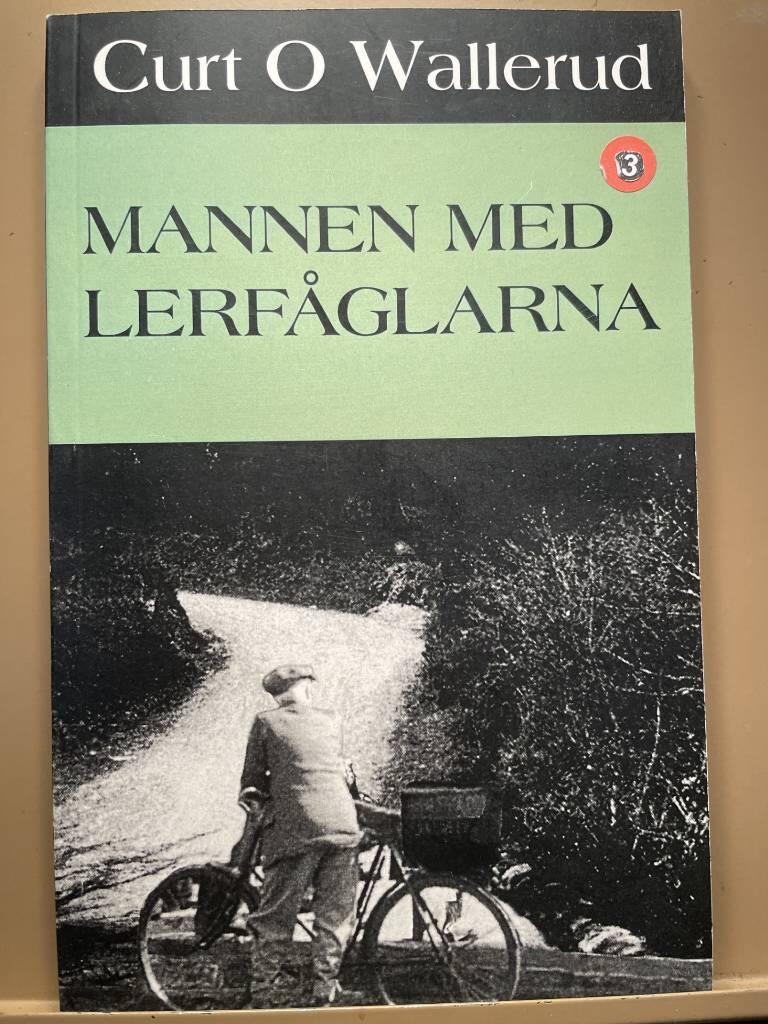 Curt O Wallerud
3
MANNEN MED
LERFÅGLARNA